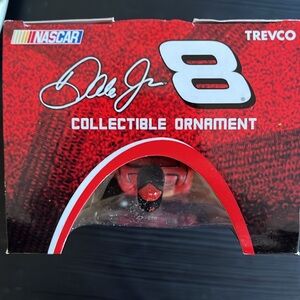 NASCAR
TREVCO
Dale Jr. 8
COLLECTIBLE ORNAMENT